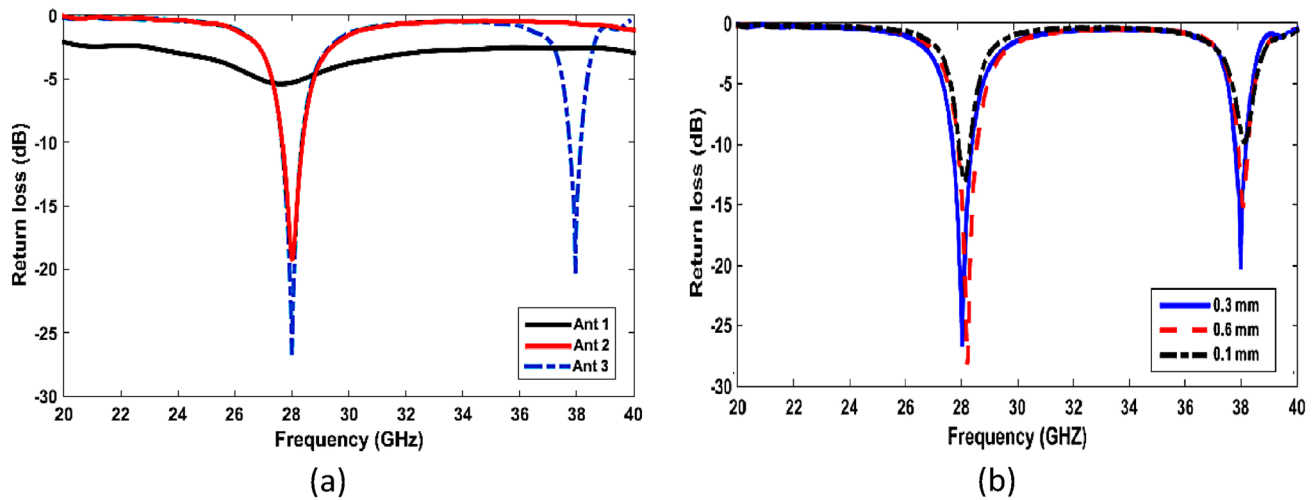 0
-5
-10
-15
-20
-25
-30
Return loss (dB)
20 22 24 26 28 30 32 34 36 38 40
Frequency (GHz)
Ant 1
Ant 2
Ant 3
(a)
0
-5
-10
-15
-20
-25
-30
Return loss (dB)
20 22 24 26 28 30 32 34 36 38 40
Frequency (GHZ)
0.3 mm
0.6 mm
0.1 mm
(b)